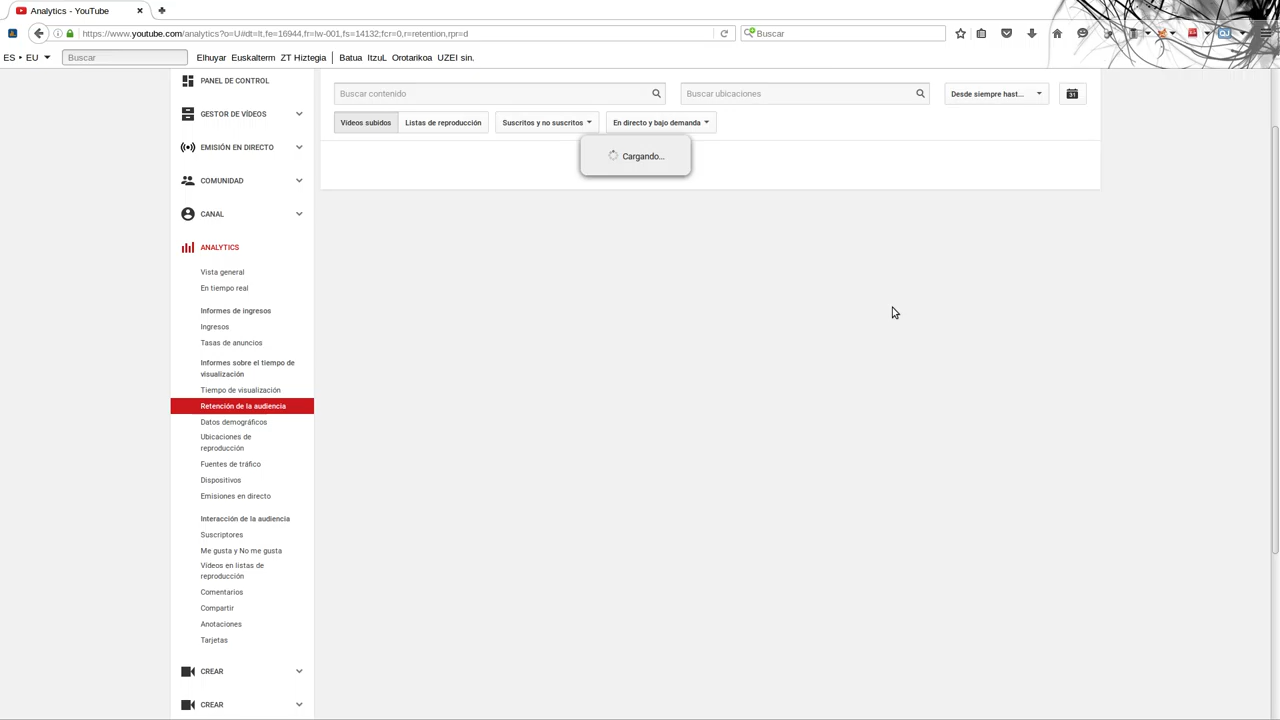 Analytics - YouTube
https://www.youtube.com/analytics?o=U#dt=lt,fe=16944,fr=lw-001,fs=14132;fcr=0,r=retention,rpr=d
Buscar
ES • EU
Buscar
Elhuyar Euskalterm ZT Hiztegia
Batua ItzuL Orotarikoa UZEI sin.
PANEL DE CONTROL
GESTOR DE VÍDEOS
EMISIÓN EN DIRECTO
COMUNIDAD
CANAL
ANALYTICS
Vista general
En tiempo real
Informes de ingresos
Ingresos
Tasas de anuncios
Informes sobre el tiempo de
visualización
Tiempo de visualización
Retención de la audiencia
Datos demográficos
Ubicaciones de
reproducción
Fuentes de tráfico
Dispositivos
Emisiones en directo
Interacción de la audiencia
Suscriptores
Me gusta y No me gusta
Vídeos en listas de
reproducción
Comentarios
Compartir
Anotaciones
Tarjetas
CREAR
CREAR
Buscar contenido
Buscar ubicaciones
Desde siempre hast...
31
Vídeos subidos
Listas de reproducción
Suscritos y no suscritos
En directo y bajo demanda
Cargando...